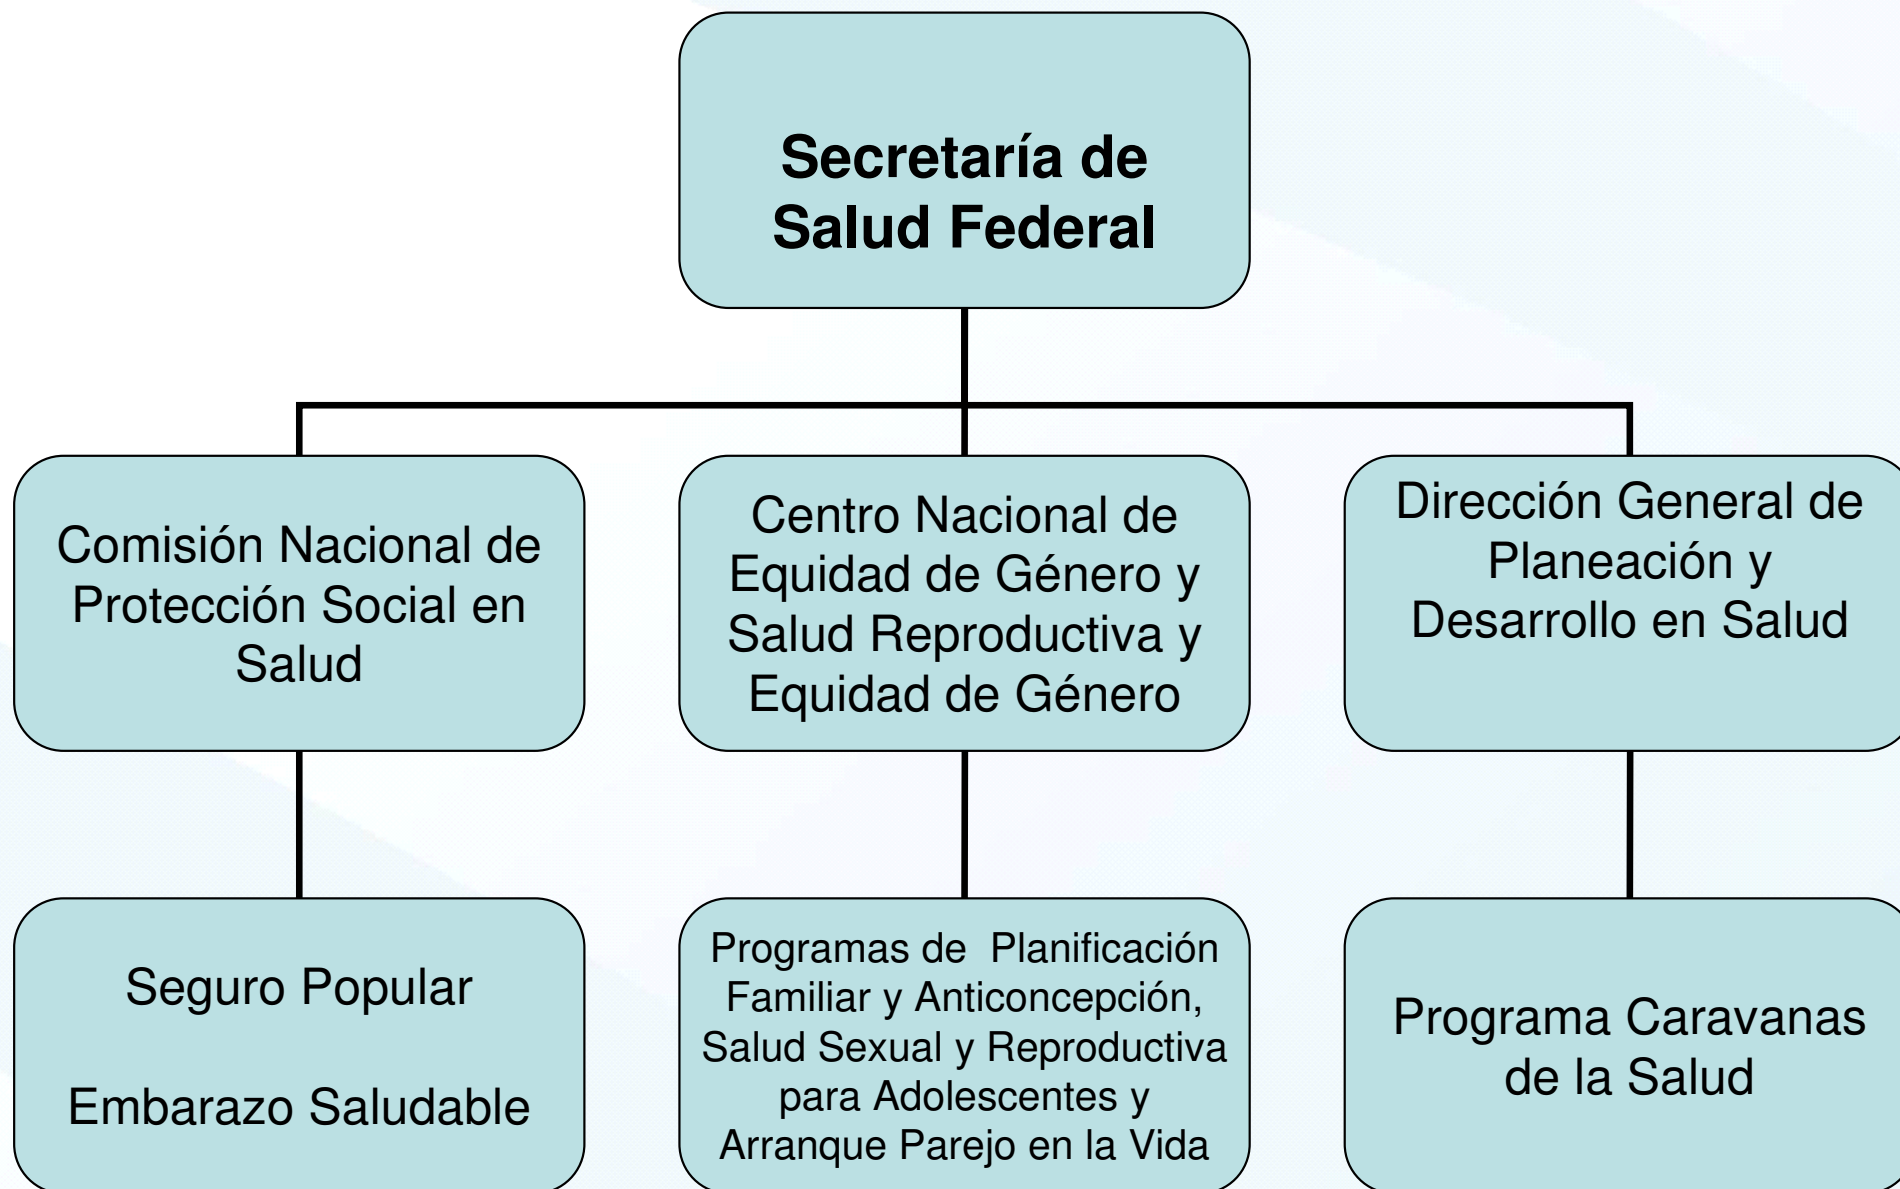 Secretaría de
Salud Federal
Comisión Nacional de
Protección Social en
Salud
Centro Nacional de
Equidad de Género y
Salud Reproductiva y
Equidad de Género
Dirección General de
Planeación y
Desarrollo en Salud
Seguro Popular
Embarazo Saludable
Programas de  Planificación
Familiar y Anticoncepción,
Salud Sexual y Reproductiva
para Adolescentes y
Arranque Parejo en la Vida
Programa Caravanas
de la Salud